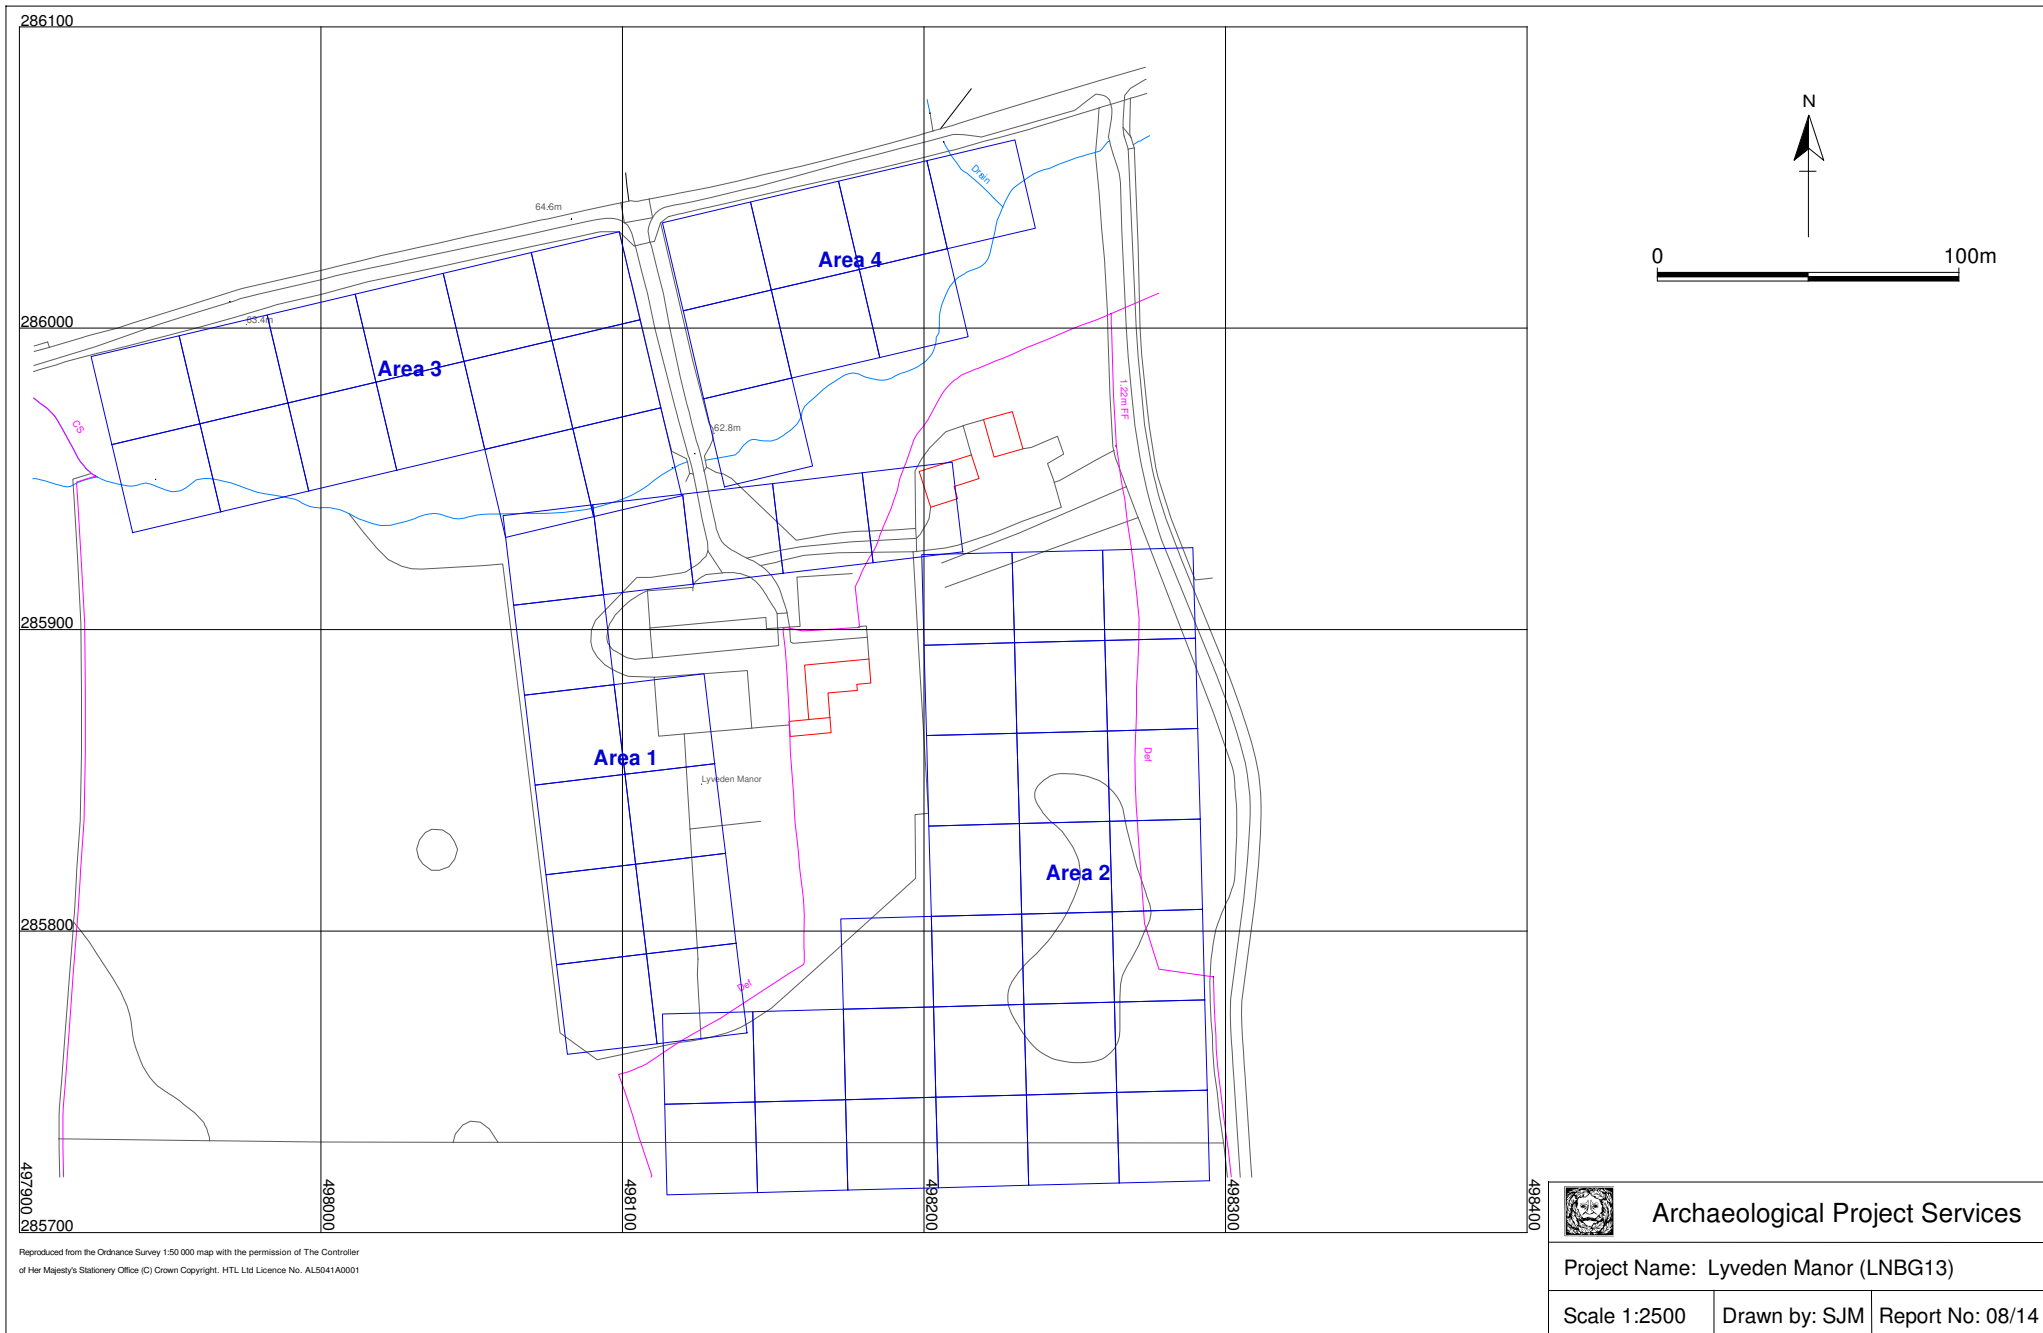 286100
N
0 100m
Drain
64.6m
Area 4
286000
63.4m
Area 3
1.22m FF
CS
62.8m
285900
Def
Area 1
Lyveden Manor
Area 2
285800
Def
497900
498000
498100
498200
498300
498400
285700
Archaeological Project Services
Project Name: Lyveden Manor (LNBG13)
Scale 1:2500
Drawn by: SJM
Report No: 08/14
Reproduced from the Ordnance Survey 1:50 000 map with the permission of The Controller
of Her Majesty's Stationery Office (C) Crown Copyright. HTL Ltd Licence No. AL5041A0001